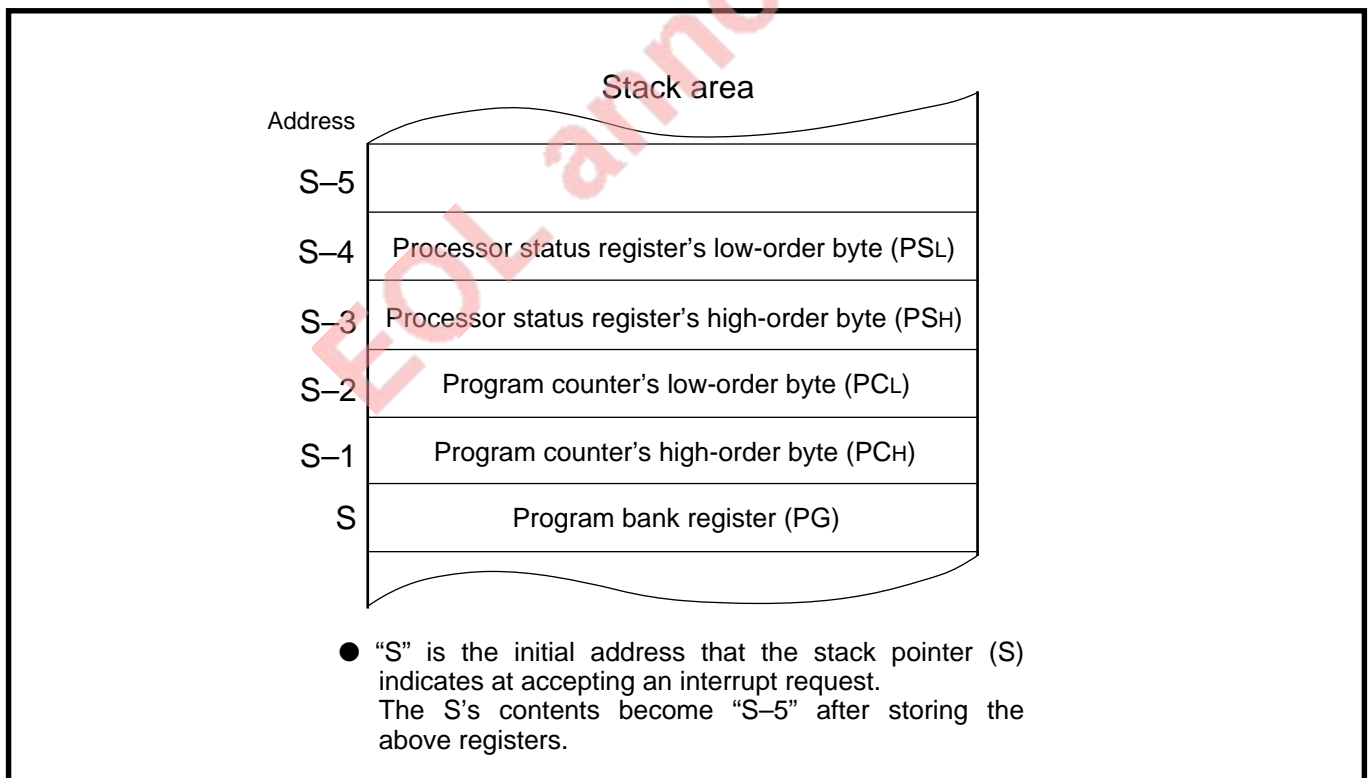 Stack area
Address
S–5
S–4 Processor status register’s low-order byte (PSL)
S–3 Processor status register’s high-order byte (PSH)
S–2 Program counter’s low-order byte (PCL)
S–1 Program counter’s high-order byte (PCH)
S Program bank register (PG)
● “S” is the initial address that the stack pointer (S)
indicates at accepting an interrupt request.
The S’s contents become “S–5” after storing the
above registers.
EOL